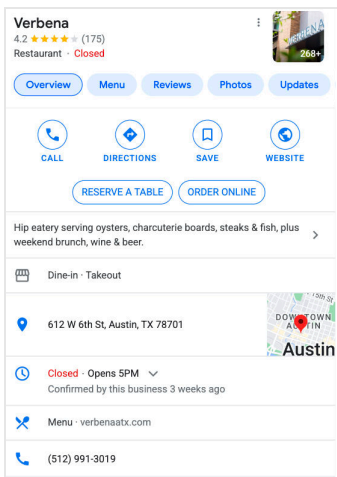 Verbena
4.2 (175)
Restaurant · Closed
VERBENA
268+
Overview
Menu
Reviews
Photos
Updates
CALL
DIRECTIONS
SAVE
WEBSITE
RESERVE A TABLE
ORDER ONLINE
Hip eatery serving oysters, charcuterie boards, steaks & fish, plus
weekend brunch, wine & beer.
Dine-in · Takeout
612 W 6th St, Austin, TX 78701
15th St
DOWNTOWN
AUSTIN
Austin
Closed · Opens 5PM
Confirmed by this business 3 weeks ago
Menu · verbenaatx.com
(512) 991-3019